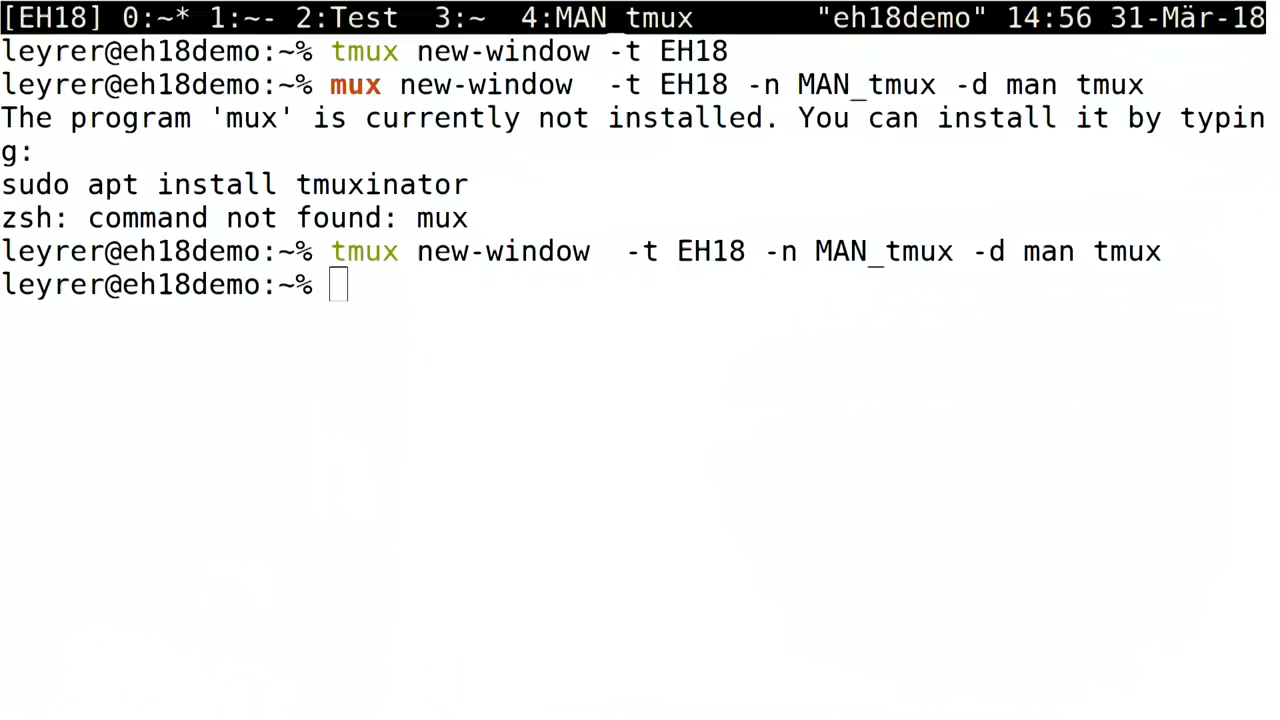 [EH18] 0:~* 1:~- 2:Test  3:~  4:MAN tmux       "eh18demo" 14:56 31-Mär-18
leyrer@eh18demo:~% tmux new-window -t EH18
leyrer@eh18demo:~% mux new-window  -t EH18 -n MAN_tmux -d man tmux
The program 'mux' is currently not installed. You can install it by typin
g:
sudo apt install tmuxinator
zsh: command not found: mux
leyrer@eh18demo:~% tmux new-window  -t EH18 -n MAN_tmux -d man tmux
leyrer@eh18demo:~%